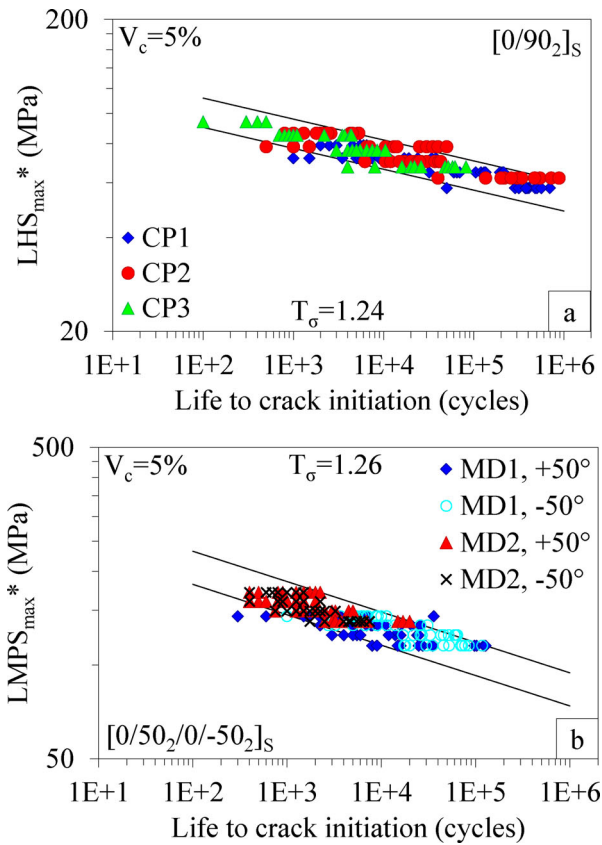 200
V_c=5%
[0/90_2]_S
LHS_max* (MPa)
CP1
CP2
CP3
T_σ=1.24
a
20
1E+1 1E+2 1E+3 1E+4 1E+5 1E+6
Life to crack initiation (cycles)
500
V_c=5%
T_σ=1.26
MD1, +50°
MD1, -50°
MD2, +50°
MD2, -50°
LMPS_max* (MPa)
[0/50_2/0/-50_2]_S
b
50
1E+1 1E+2 1E+3 1E+4 1E+5 1E+6
Life to crack initiation (cycles)